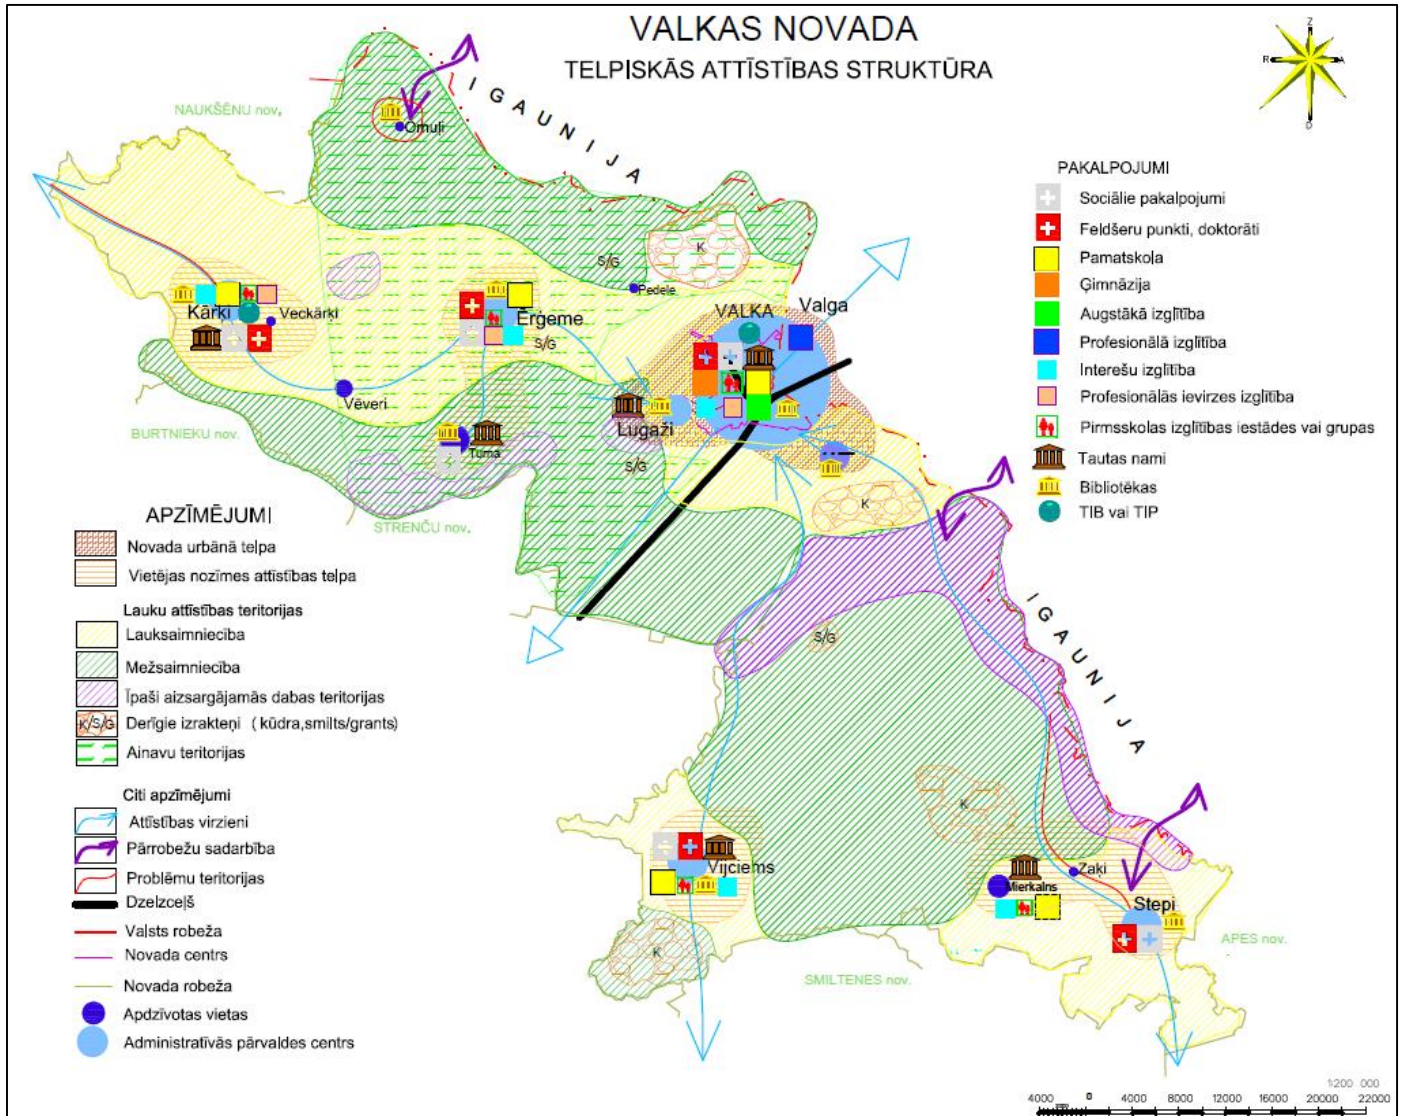 VALKAS NOVADA
TELPISKĀS ATTĪSTĪBAS STRUKTŪRA
Z
R
A
D
IGAUNIJA
NAUKŠĒNU nov,
Omuļi
K
S/G
Pedele
Kārķi
Veckārķi
Ērģeme
S/G
VALKA
Valga
Vēveri
Lugaži
BURTNIEKU nov.
Turna
S/G
STRENČU nov,
K
IGAUNIJA
S/G
K
Vijciems
Zaķi
Mierkalns
Stepi
K
APES nov.
SMILTENES nov.
PAKALPOJUMI
Sociālie pakalpojumi
Feldšeru punkti, doktorāti
Pamatskoļa
Ģimnāzija
Augstākā izglītība
Profesionālā izglītība
Interešu izglītība
Profesionālās ievirzes izglītība
Pirmsskolas izglītības iestādes vai grupas
Tautas nami
Bibliotēkas
TIB vai TIP
APZĪMĒJUMI
Novada urbānā telpa
Vietējas nozīmes attīstības telpa
Lauku attīstības teritorijas
Lauksaimniecība
Mežsaimniecība
Īpaši aizsargājamās dabas teritorijas
K/S/G Derīgie izrakteņi ( kūdra,smilts/grants)
Ainavu teritorijas
Citi apzīmējumi
Attīstības virzieni
Pārrobežu sadarbība
Problēmu teritorijas
Dzelzceļš
Valsts robeža
Novada centrs
Novada robeža
Apdzīvotas vietas
Administratīvās pārvaldes centrs
1:200 000
4000 0 4000 8000 12000 16000 20000 22000